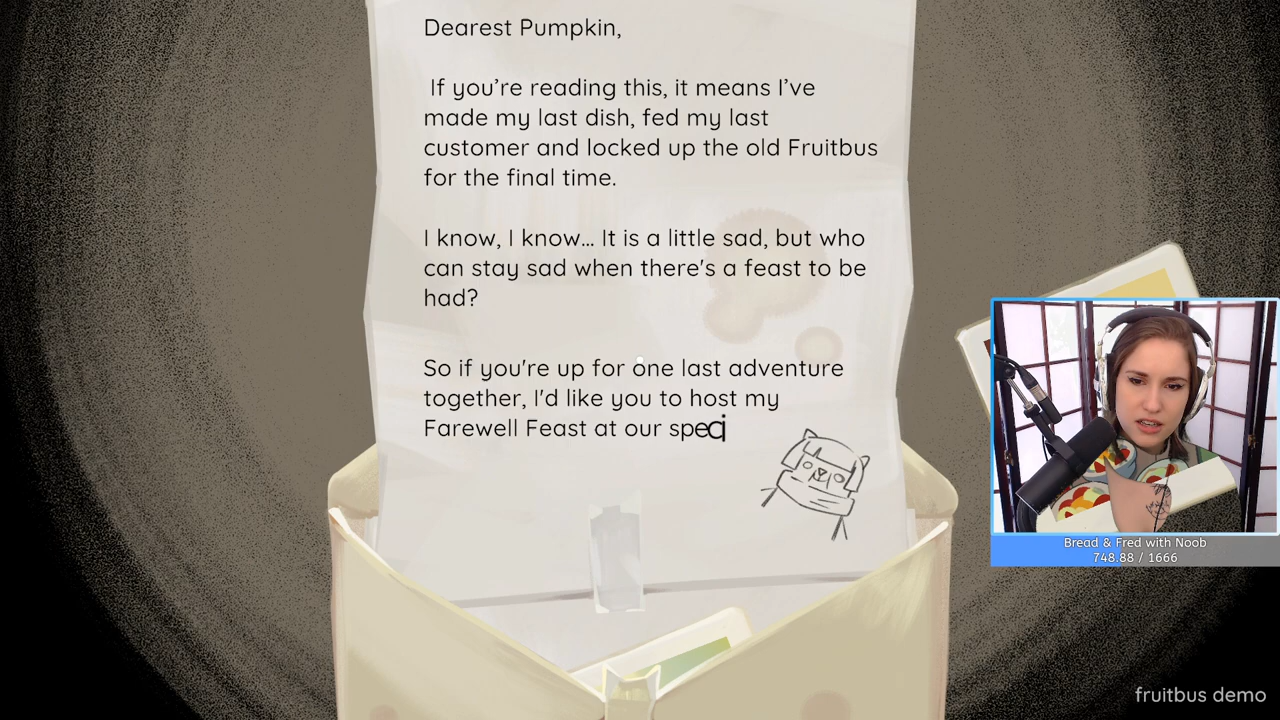 Dearest Pumpkin,
If you’re reading this, it means I’ve
made my last dish, fed my last
customer and locked up the old Fruitbus
for the final time.
I know, I know... It is a little sad, but who
can stay sad when there's a feast to be
had?
So if you're up for one last adventure
together, I'd like you to host my
Farewell Feast at our speci
Bread & Fred with Noob
748.88 / 1666
fruitbus demo